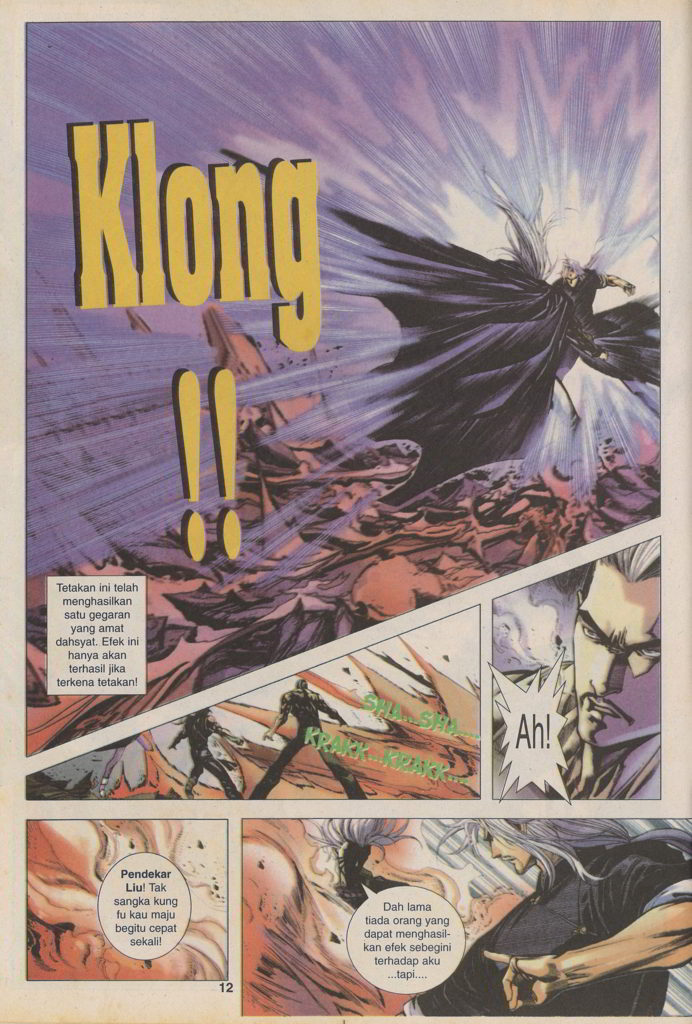 Klong
!!
Tetakan ini telah
menghasilkan
satu gegaran
yang amat
dahsyat. Efek ini
hanya akan
terhasil jika
terkena tetakan!
SHA...SHA...
KRAKK...KRAKK...
Ah!
Pendekar
Liu! Tak
sangka kung
fu kau maju
begitu cepat
sekali!
Dah lama
tiada orang yang
dapat menghasil-
kan efek sebegini
terhadap aku
...tapi....
12